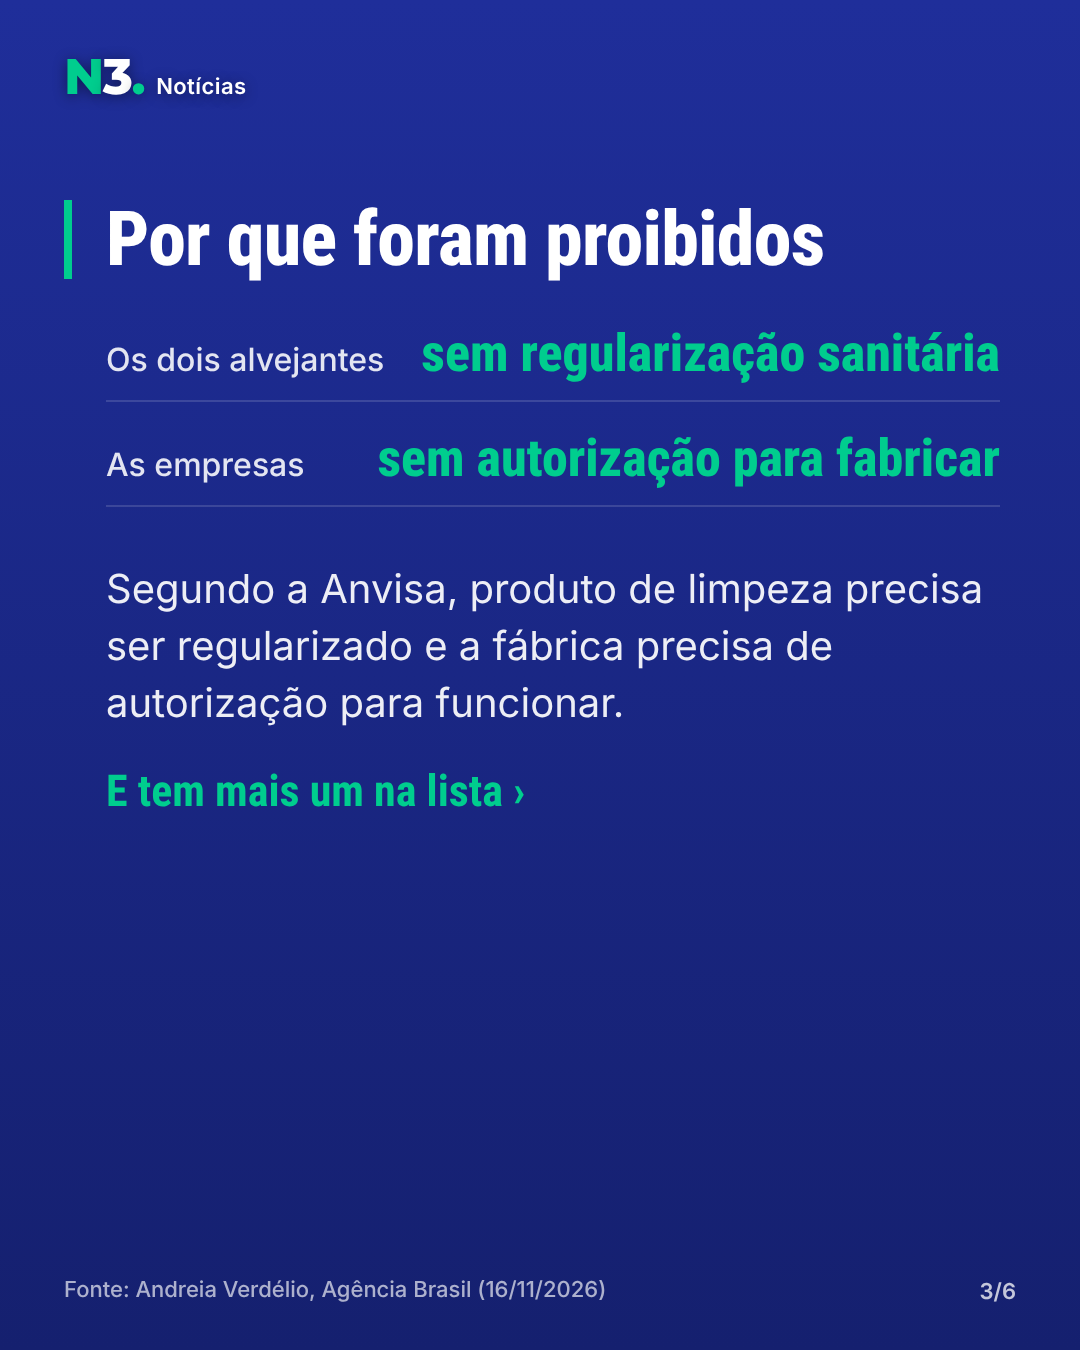 N3. Notícias
Por que foram proibidos
Os dois alvejantes sem regularização sanitária
As empresas sem autorização para fabricar
Segundo a Anvisa, produto de limpeza precisa
ser regularizado e a fábrica precisa de
autorização para funcionar.
E tem mais um na lista ›
Fonte: Andreia Verdélio, Agência Brasil (16/11/2026)
3/6